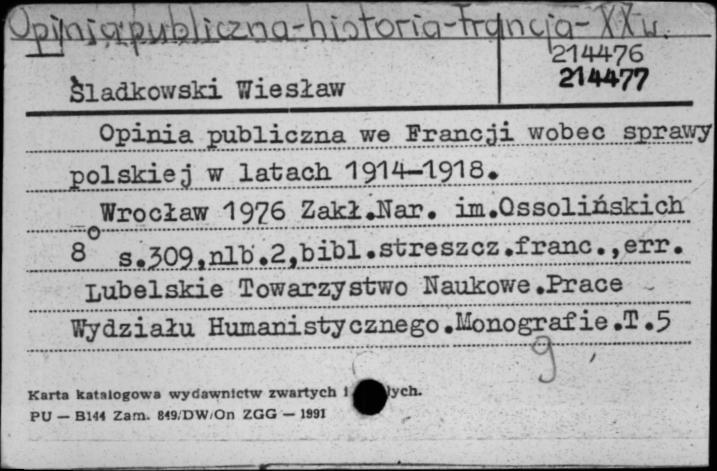 Opinia publiczna-historia-Francja-XX w.
214476
214477
Śladkowski Wiesław
Opinia publiczna we Francji wobec sprawy
polskiej w latach 1914-1918.
Wrocław 1976 Zakł.Nar. im.Ossolińskich
8° s.309,nlb.2,bibl.streszcz.franc.,err.
Lubelskie Towarzystwo Naukowe.Prace
Wydziału Humanistycznego.Monografie.T.5
g
Karta katalogowa wydawnictw zwartych i
PU — B144 Zam. 849/DW/On ZGG — 1991